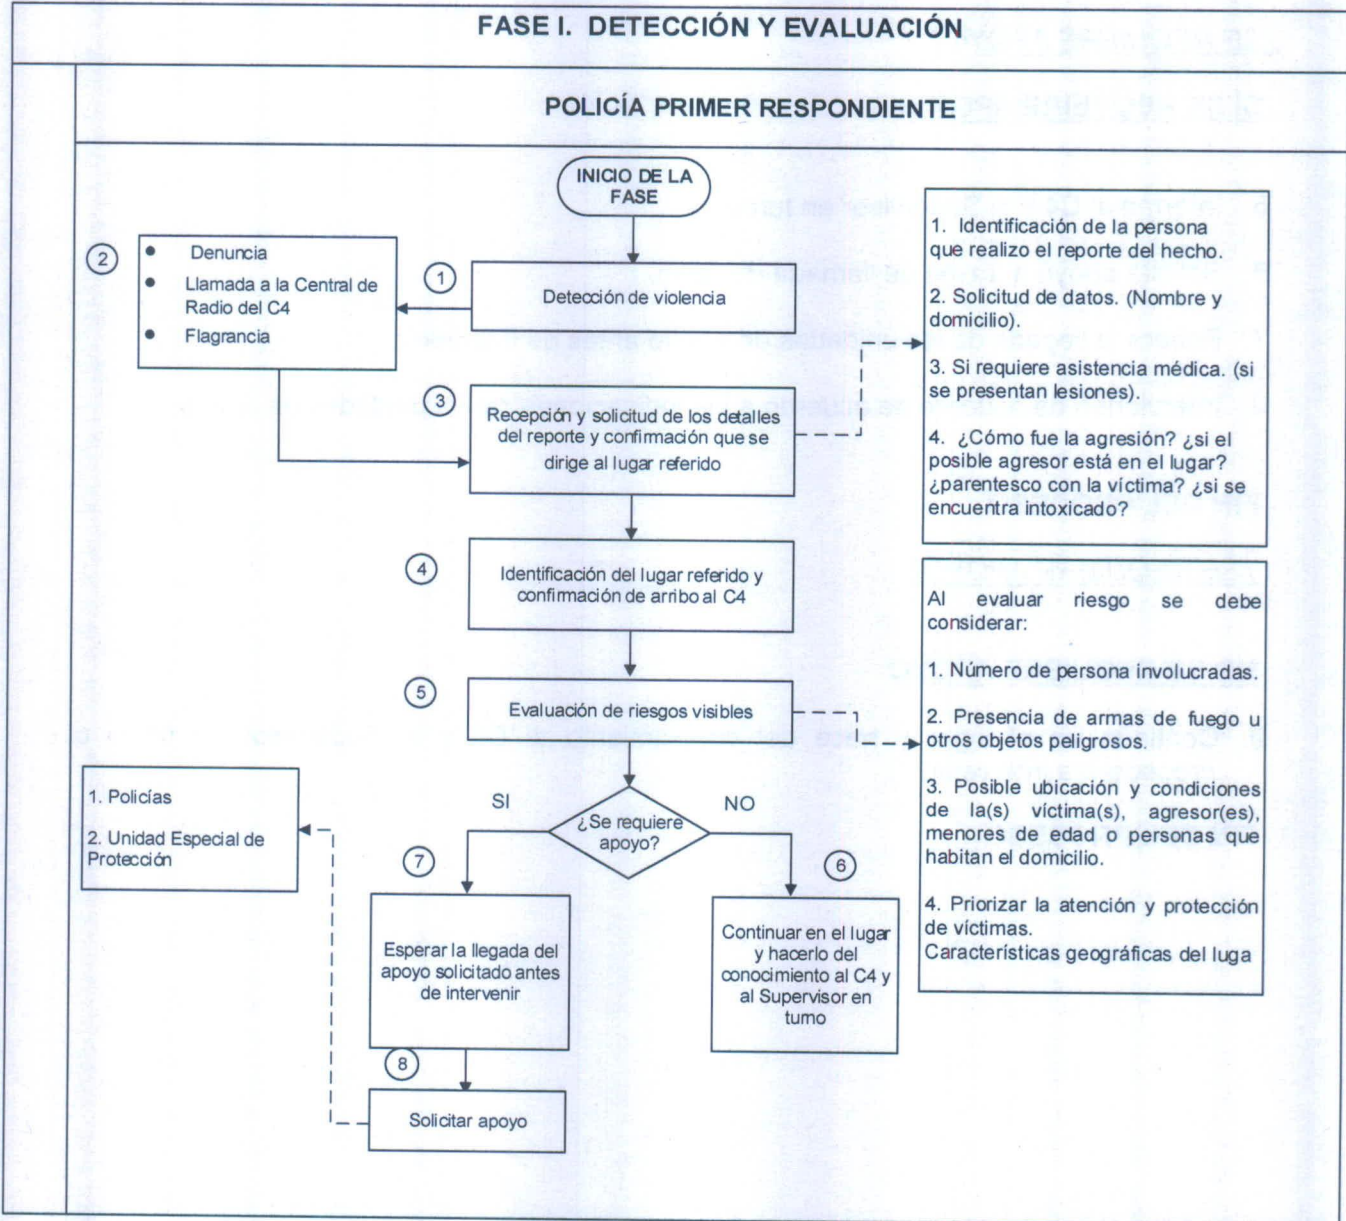 FASE I. DETECCIÓN Y EVALUACIÓN
POLICÍA PRIMER RESPONDIENTE
INICIO DE LA
FASE
1
Detección de violencia
2
● Denuncia
● Llamada a la Central de
Radio del C4
● Flagrancia
3
Recepción y solicitud de los detalles
del reporte y confirmación que se
dirige al lugar referido
1. Identificación de la persona
que realizo el reporte del hecho.
2. Solicitud de datos. (Nombre y
domicilio).
3. Si requiere asistencia médica. (si
se presentan lesiones).
4. ¿Cómo fue la agresión? ¿si el
posible agresor está en el lugar?
¿parentesco con la víctima? ¿si se
encuentra intoxicado?
4
Identificación del lugar referido y
confirmación de arribo al C4
5
Evaluación de riesgos visibles
Al evaluar riesgo se debe
considerar:
1. Número de persona involucradas.
2. Presencia de armas de fuego u
otros objetos peligrosos.
3. Posible ubicación y condiciones
de la(s) víctima(s), agresor(es),
menores de edad o personas que
habitan el domicilio.
4. Priorizar la atención y protección
de víctimas.
Características geográficas del luga
¿Se requiere
apoyo?
SI
NO
6
Continuar en el lugar
y hacerlo del
conocimiento al C4 y
al Supervisor en
turno
7
Esperar la llegada del
apoyo solicitado antes
de intervenir
8
Solicitar apoyo
1. Policías
2. Unidad Especial de
Protección